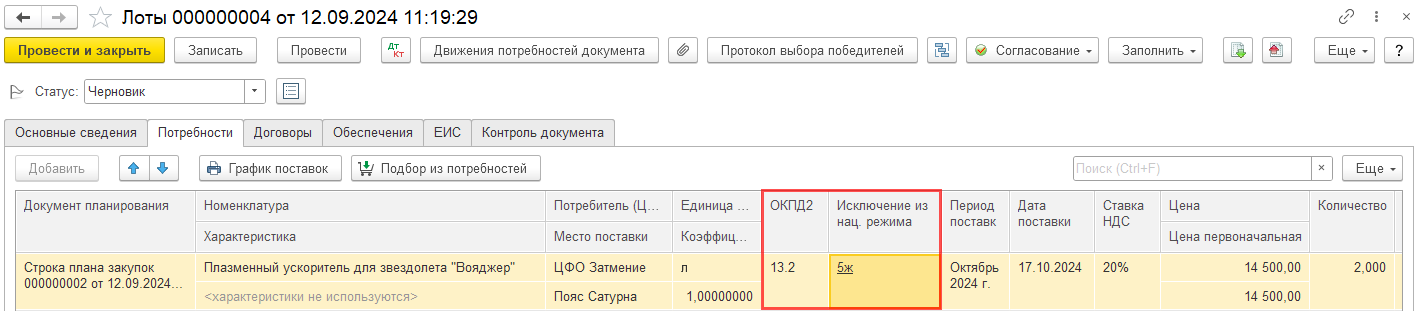 Лоты 000000004 от 12.09.2024 11:19:29
Провести и закрыть Записать Провести Дт Кт Движения потребностей документа Протокол выбора победителей Согласование Заполнить Еще ?
Статус: Черновик
Основные сведения Потребности Договоры Обеспечения ЕИС Контроль документа
Добавить График поставок Подбор из потребностей Поиск (Ctrl+F) × Еще
Документ планирования Номенклатура Потребитель (Ц... Единица ... ОКПД2 Исключение из нац. режима Период поставк Дата поставки Ставка НДС Цена Количество
Характеристика Место поставки Коэффиц... Цена первоначальная
Строка плана закупок Плазменный ускоритель для звездолета "Вояджер" ЦФО Затмение л 13.2 5ж Октябрь 17.10.2024 20% 14 500,00 2,000
000000002 от 12.09.2024... 2024 г.
<характеристики не используются> Пояс Сатурна 1,00000000 14 500,00